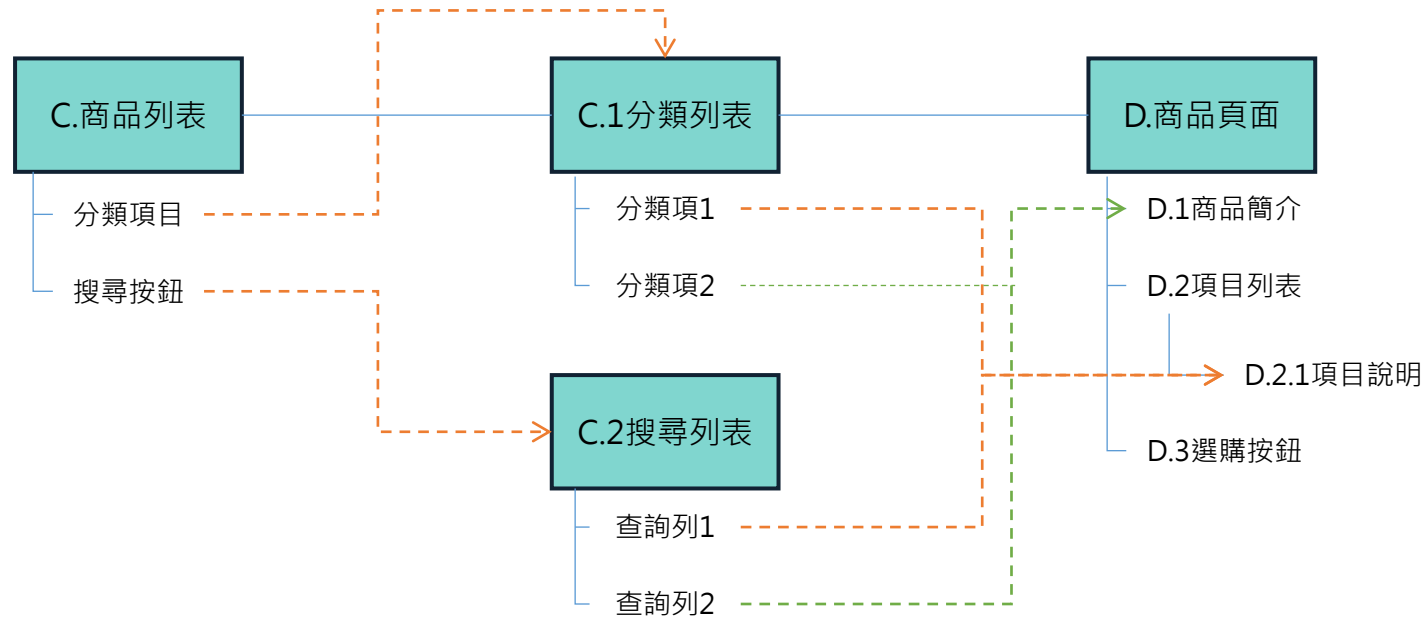 C.商品列表
分類項目
搜尋按鈕
C.1分類列表
分類項1
分類項2
C.2搜尋列表
查詢列1
查詢列2
D.商品頁面
D.1商品簡介
D.2項目列表
D.2.1項目說明
D.3選購按鈕